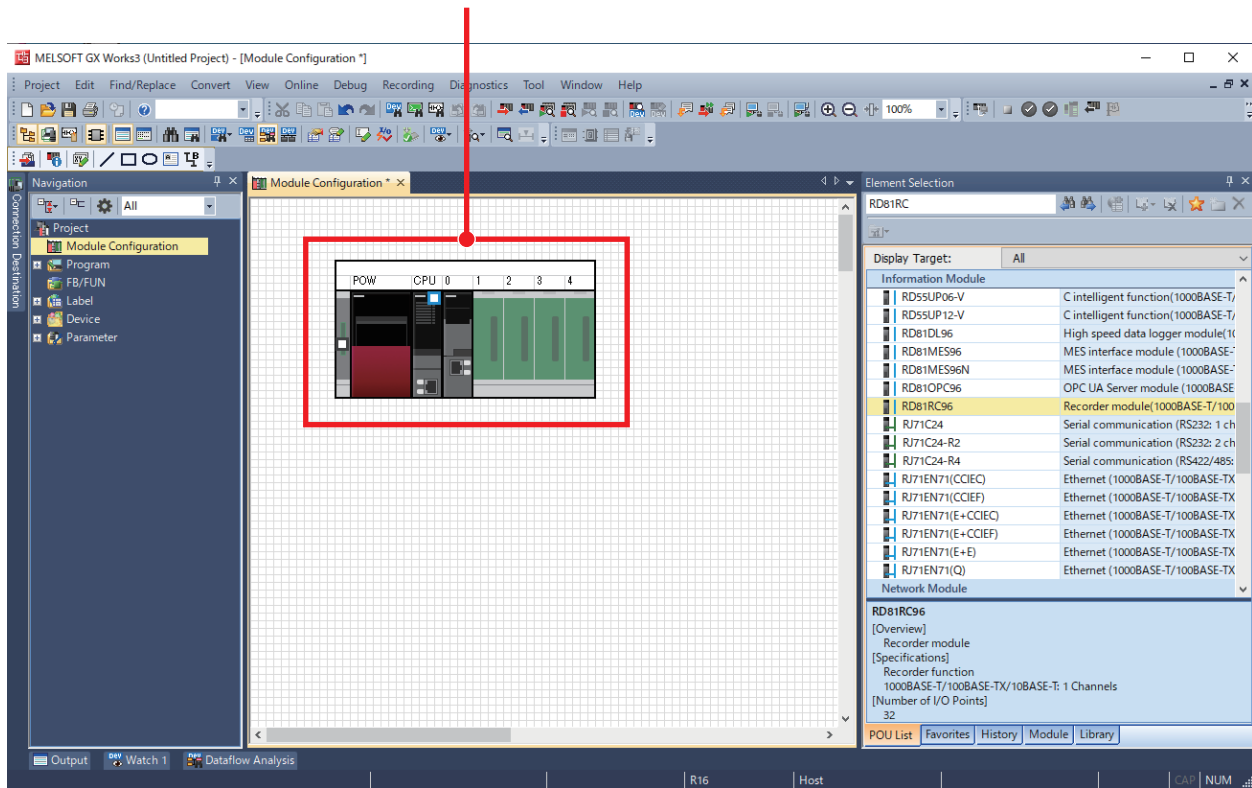 MELSOFT GX Works3 (Untitled Project) - [Module Configuration *]
Project Edit Find/Replace Convert View Online Debug Recording Diagnostics Tool Window Help
100%
Navigation
Module Configuration *
Element Selection
Connection Destination
All
RD81RC
Project
Module Configuration
Program
FB/FUN
Label
Device
Parameter
POW CPU 0 1 2 3 4
Display Target: All
Information Module
RD55UP06-V C intelligent function(1000BASE-T/
RD55UP12-V C intelligent function(1000BASE-T/
RD81DL96 High speed data logger module(10
RD81MES96 MES interface module (1000BASE-T
RD81MES96N MES interface module (1000BASE-
RD81OPC96 OPC UA Server module (1000BASE
RD81RC96 Recorder module(1000BASE-T/100
RJ71C24 Serial communication (RS232: 1 ch
RJ71C24-R2 Serial communication (RS232: 2 ch
RJ71C24-R4 Serial communication (RS422/485:
RJ71EN71(CCIEC) Ethernet (1000BASE-T/100BASE-TX
RJ71EN71(CCIEF) Ethernet (1000BASE-T/100BASE-TX
RJ71EN71(E+CCIEC) Ethernet (1000BASE-T/100BASE-TX
RJ71EN71(E+CCIEF) Ethernet (1000BASE-T/100BASE-TX
RJ71EN71(E+E) Ethernet (1000BASE-T/100BASE-TX
RJ71EN71(Q) Ethernet (1000BASE-T/100BASE-TX
Network Module
RD81RC96
[Overview]
Recorder module
[Specifications]
Recorder function
1000BASE-T/100BASE-TX/10BASE-T: 1 Channels
[Number of I/O Points]
32
POU List Favorites History Module Library
Output Watch 1 Dataflow Analysis
R16 Host CAP NUM